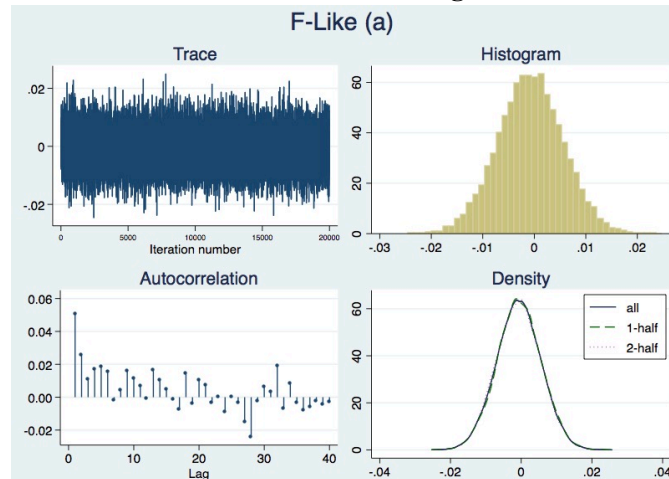 F-Like (a)
Trace
.02
0
-.02
0 5000 10000 15000 20000
Iteration number
Histogram
60
40
20
0
-.03 -.02 -.01 0 .01 .02
Autocorrelation
0.06
0.04
0.02
0.00
-0.02
0 10 20 30 40
Lag
Density
all
1-half
2-half
60
40
20
0
-.04 -.02 0 .02 .04